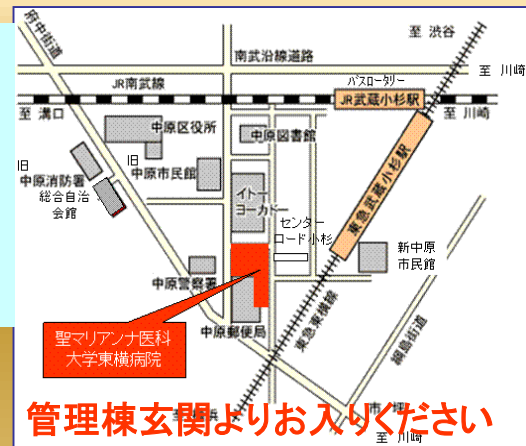 府中街道
至 渋谷
南武沿線道路
至 川崎
バスロータリー
JR南武線
JR武蔵小杉駅
至 溝口
至 川崎
中原区役所
中原図書館
旧
中原市民館
旧
中原消防署
総合自治
会館
イトー
ヨーカドー
東急武蔵小杉駅
センター
ロード小杉
新中原
市民館
中原警察署
東急東横線
綱島街道
中原郵便局
聖マリアンナ医科
大学東横病院
市ノ坪
管理棟玄関よりお入りください
至 川崎